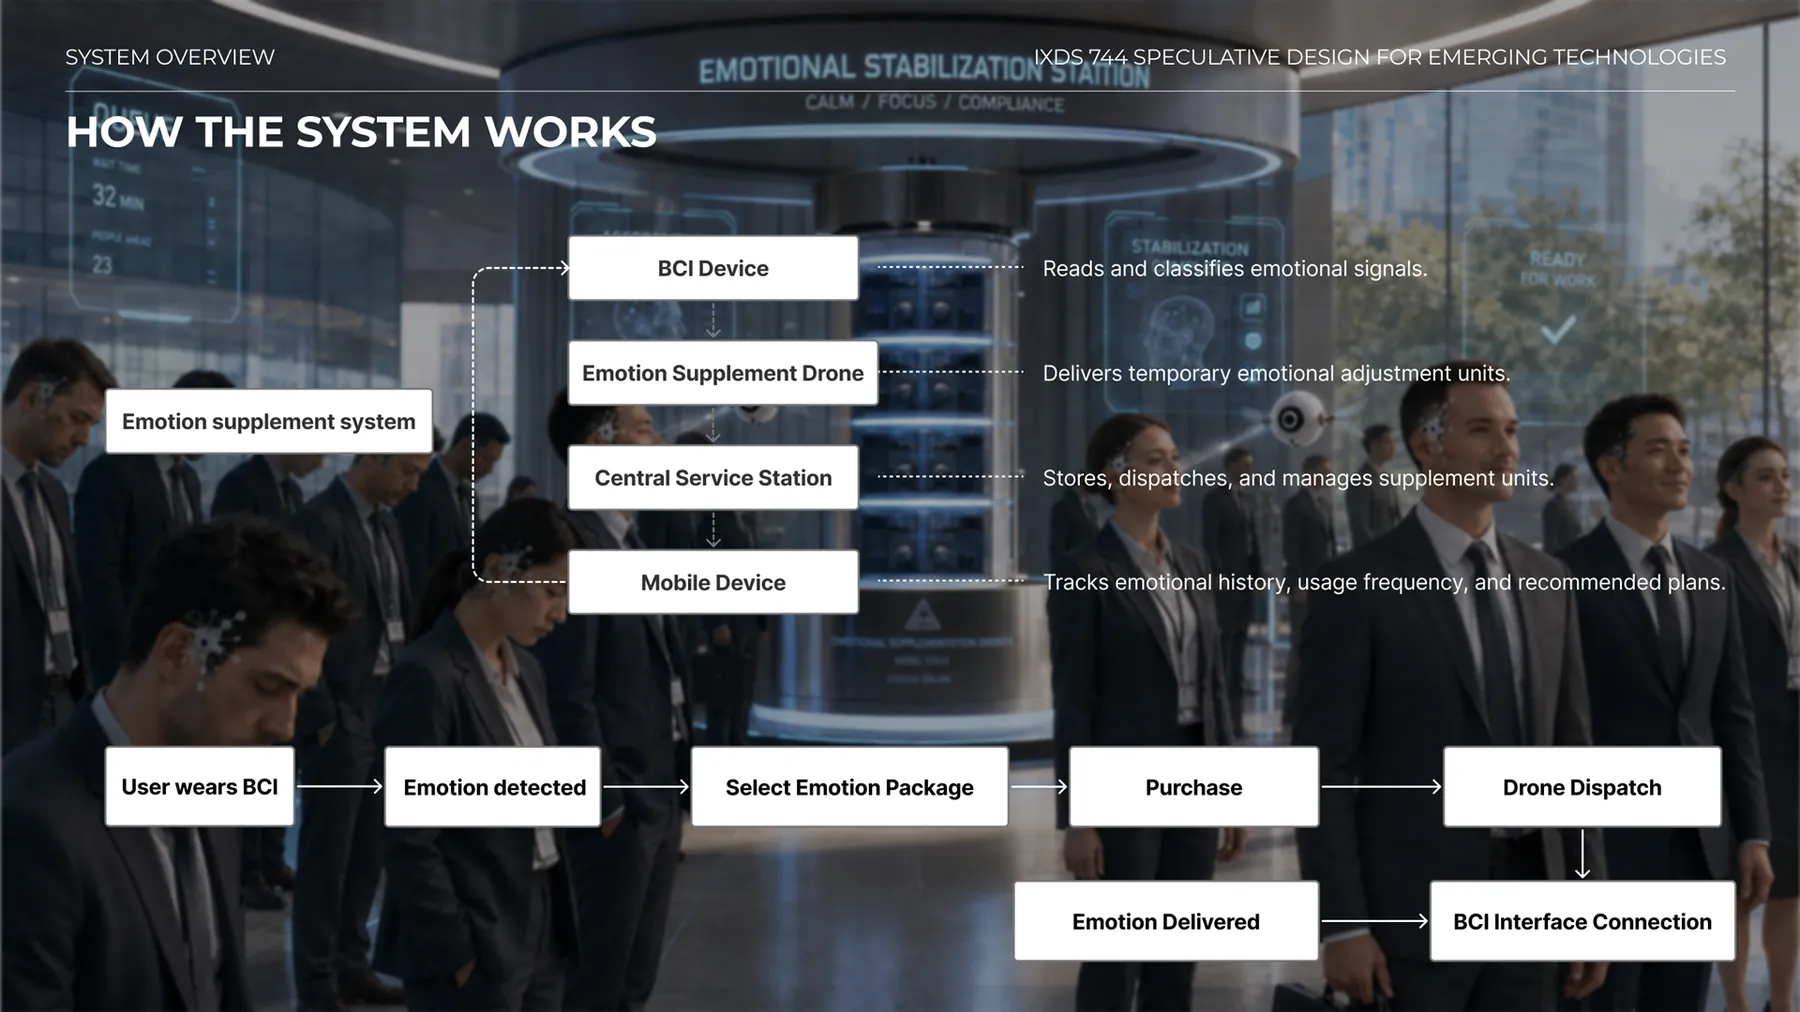 SYSTEM OVERVIEW
IXDS 744 SPECULATIVE DESIGN FOR EMERGING TECHNOLOGIES
EMOTIONAL STABILIZATION STATION
CALM / FOCUS / COMPLIANCE
HOW THE SYSTEM WORKS
WAIT TIME
32 MIN
PEOPLE AHEAD
23
STABILIZATION
READY
FOR WORK
BCI Device
Reads and classifies emotional signals.
Emotion Supplement Drone
Delivers temporary emotional adjustment units.
Emotion supplement system
Central Service Station
Stores, dispatches, and manages supplement units.
Mobile Device
Tracks emotional history, usage frequency, and recommended plans.
User wears BCI
Emotion detected
Select Emotion Package
Purchase
Drone Dispatch
Emotion Delivered
BCI Interface Connection